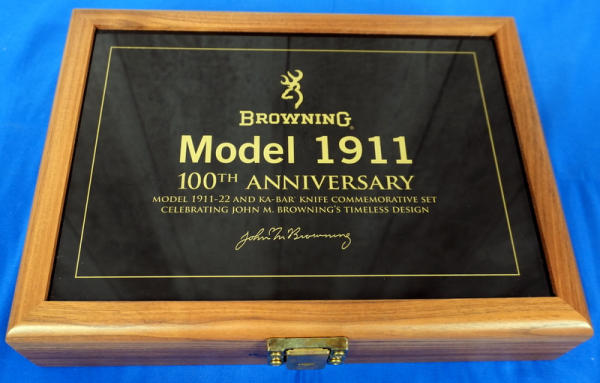 BROWNING®
Model 1911
100TH ANNIVERSARY
MODEL 1911-22 AND KA-BAR® KNIFE COMMEMORATIVE SET
CELEBRATING JOHN M. BROWNING'S TIMELESS DESIGN
John M. Browning